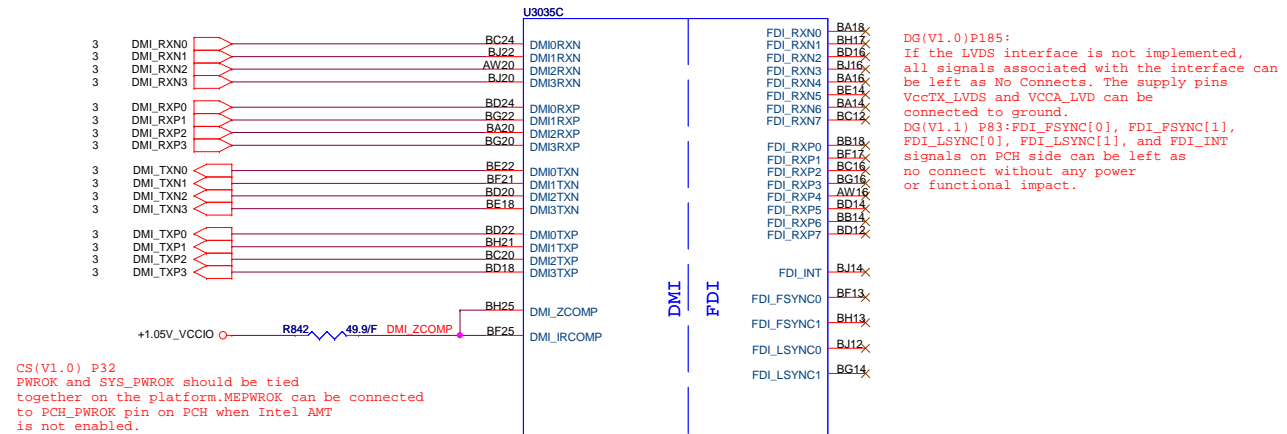 U3035C
3 DMI_RXN0 BC24 DMI0RXN
3 DMI_RXN1 BJ22 DMI1RXN
3 DMI_RXN2 AW20 DMI2RXN
3 DMI_RXN3 BJ20 DMI3RXN
3 DMI_RXP0 BD24 DMI0RXP
3 DMI_RXP1 BG22 DMI1RXP
3 DMI_RXP2 BA20 DMI2RXP
3 DMI_RXP3 BG20 DMI3RXP
3 DMI_TXN0 BE22 DMI0TXN
3 DMI_TXN1 BF21 DMI1TXN
3 DMI_TXN2 BD20 DMI2TXN
3 DMI_TXN3 BE18 DMI3TXN
3 DMI_TXP0 BD22 DMI0TXP
3 DMI_TXP1 BH21 DMI1TXP
3 DMI_TXP2 BC20 DMI2TXP
3 DMI_TXP3 BD18 DMI3TXP
BH25 DMI_ZCOMP
+1.05V_VCCIO R842 49.9/F DMI_ZCOMP BF25 DMI_IRCOMP
DMI
FDI
FDI_RXN0 BA18
FDI_RXN1 BH17
FDI_RXN2 BD16
FDI_RXN3 BJ16
FDI_RXN4 BA16
FDI_RXN5 BE14
FDI_RXN6 BA14
FDI_RXN7 BC12
FDI_RXP0 BB18
FDI_RXP1 BF17
FDI_RXP2 BC16
FDI_RXP3 BG16
FDI_RXP4 AW16
FDI_RXP5 BD14
FDI_RXP6 BB14
FDI_RXP7 BD12
FDI_INT BJ14
FDI_FSYNC0 BF13
FDI_FSYNC1 BH13
FDI_LSYNC0 BJ12
FDI_LSYNC1 BG14
DG(V1.0)P185:
If the LVDS interface is not implemented,
all signals associated with the interface can
be left as No Connects. The supply pins
VccTX_LVDS and VCCA_LVD can be
connected to ground.
DG(V1.1) P83:FDI_FSYNC[0], FDI_FSYNC[1],
FDI_LSYNC[0], FDI_LSYNC[1], and FDI_INT
signals on PCH side can be left as
no connect without any power
or functional impact.
CS(V1.0) P32
PWROK and SYS_PWROK should be tied
together on the platform.MEPWROK can be connected
to PCH_PWROK pin on PCH when Intel AMT
is not enabled.